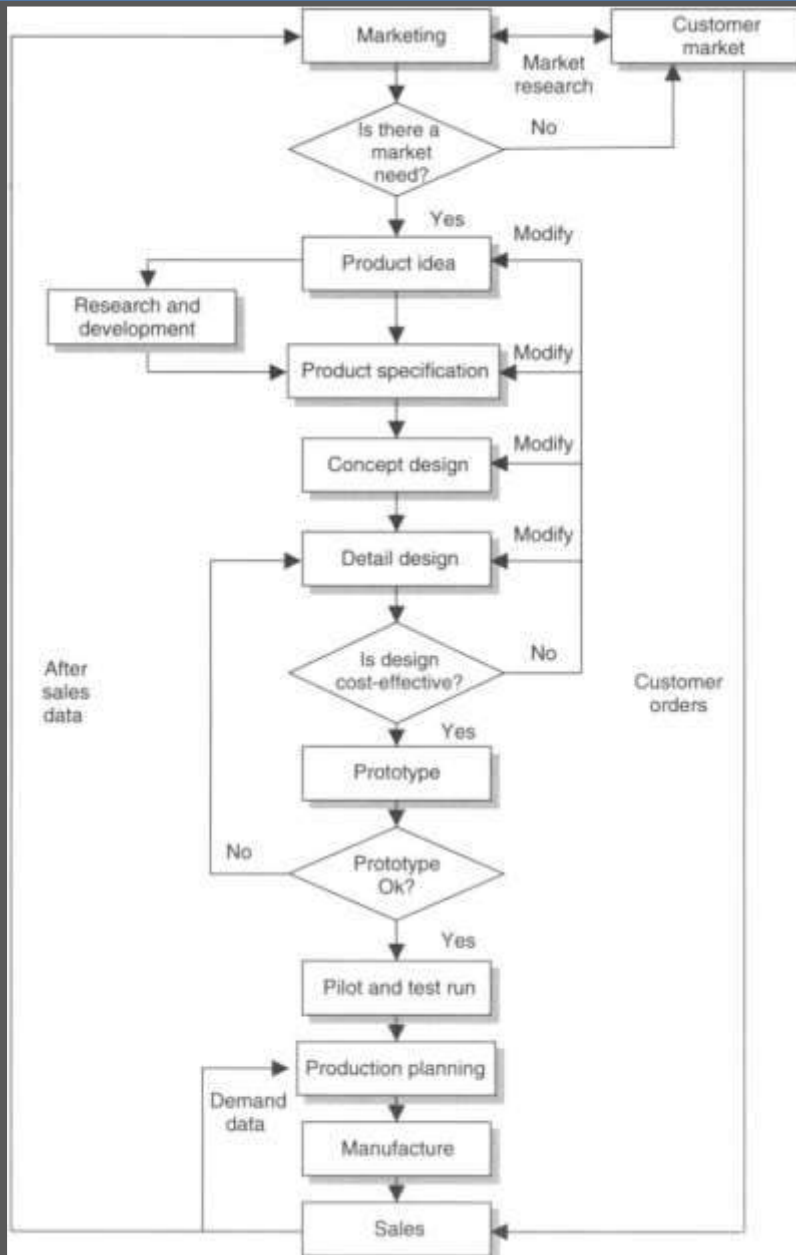 Marketing
Customer
market
Market
research
Is there a
market
need?
No
Yes
Modify
Product idea
Research and
development
Modify
Product specification
Modify
Concept design
Modify
Detail design
Is design
cost-effective?
No
After
sales
data
Customer
orders
Yes
Prototype
No
Prototype
Ok?
Yes
Pilot and test run
Production planning
Demand
data
Manufacture
Sales